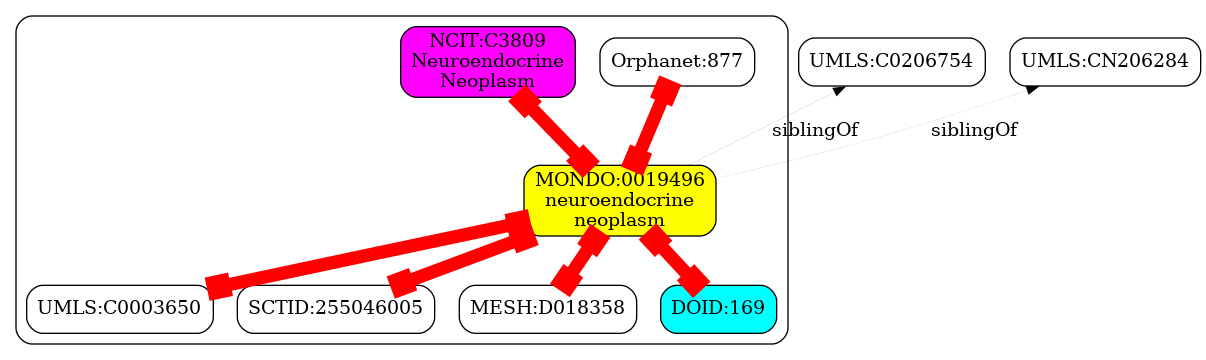 NCIT:C3809
Neuroendocrine
Neoplasm
Orphanet:877
UMLS:C0206754
UMLS:CN206284
siblingOf
siblingOf
MONDO:0019496
neuroendocrine
neoplasm
UMLS:C0003650
SCTID:255046005
MESH:D018358
DOID:169